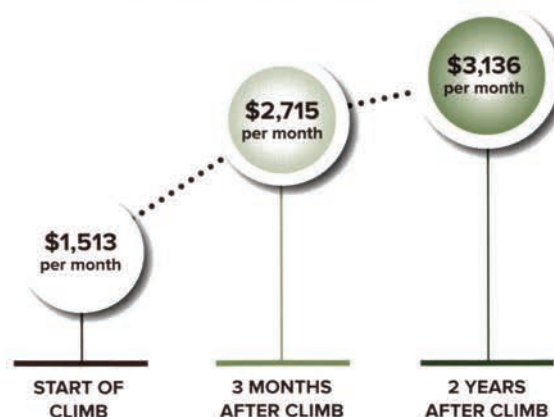 $1,513
per month
$2,715
per month
$3,136
per month
START OF
CLIMB
3 MONTHS
AFTER CLIMB
2 YEARS
AFTER CLIMB